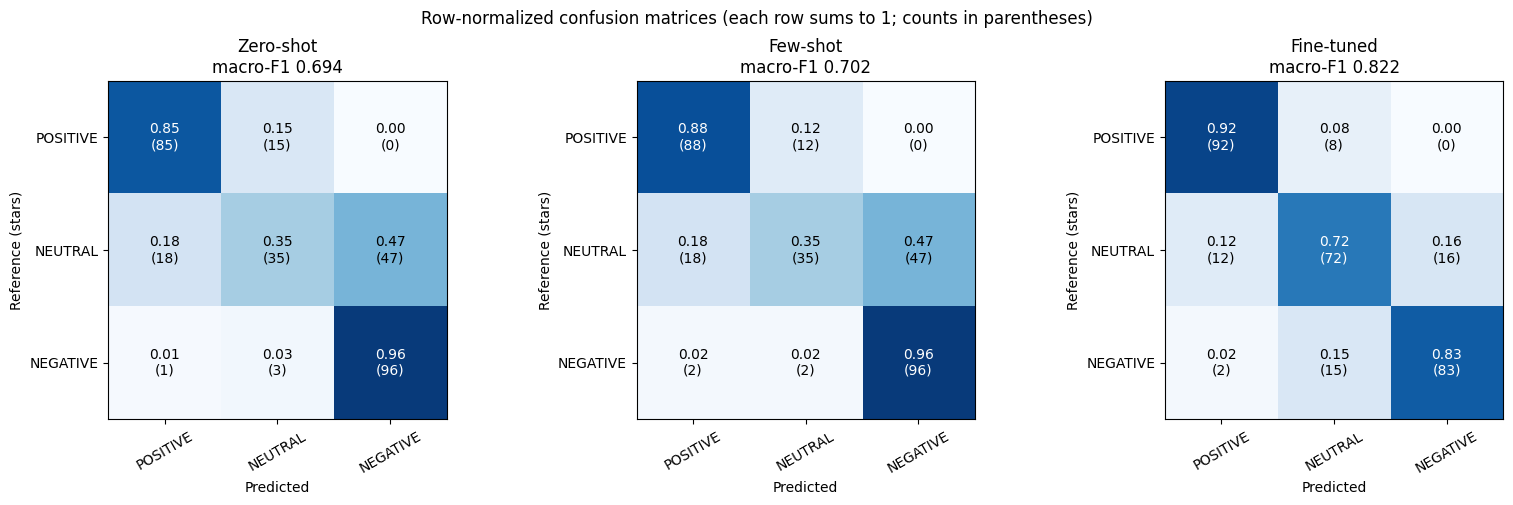 Row-normalized confusion matrices (each row sums to 1; counts in parentheses)
Zero-shot
macro-F1 0.694
Reference (stars)
POSITIVE
0.85
(85)
0.15
(15)
0.00
(0)
NEUTRAL
0.18
(18)
0.35
(35)
0.47
(47)
NEGATIVE
0.01
(1)
0.03
(3)
0.96
(96)
POSITIVE
NEUTRAL
NEGATIVE
Predicted
Few-shot
macro-F1 0.702
Reference (stars)
POSITIVE
0.88
(88)
0.12
(12)
0.00
(0)
NEUTRAL
0.18
(18)
0.35
(35)
0.47
(47)
NEGATIVE
0.02
(2)
0.02
(2)
0.96
(96)
POSITIVE
NEUTRAL
NEGATIVE
Predicted
Fine-tuned
macro-F1 0.822
Reference (stars)
POSITIVE
0.92
(92)
0.08
(8)
0.00
(0)
NEUTRAL
0.12
(12)
0.72
(72)
0.16
(16)
NEGATIVE
0.02
(2)
0.15
(15)
0.83
(83)
POSITIVE
NEUTRAL
NEGATIVE
Predicted